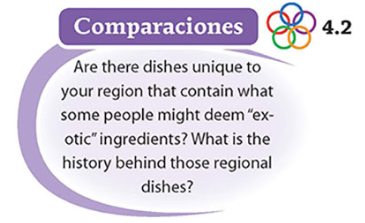 Comparaciones
4.2
Are there dishes unique to
your region that contain what
some people might deem “ex-
otic” ingredients? What is the
history behind those regional
dishes?